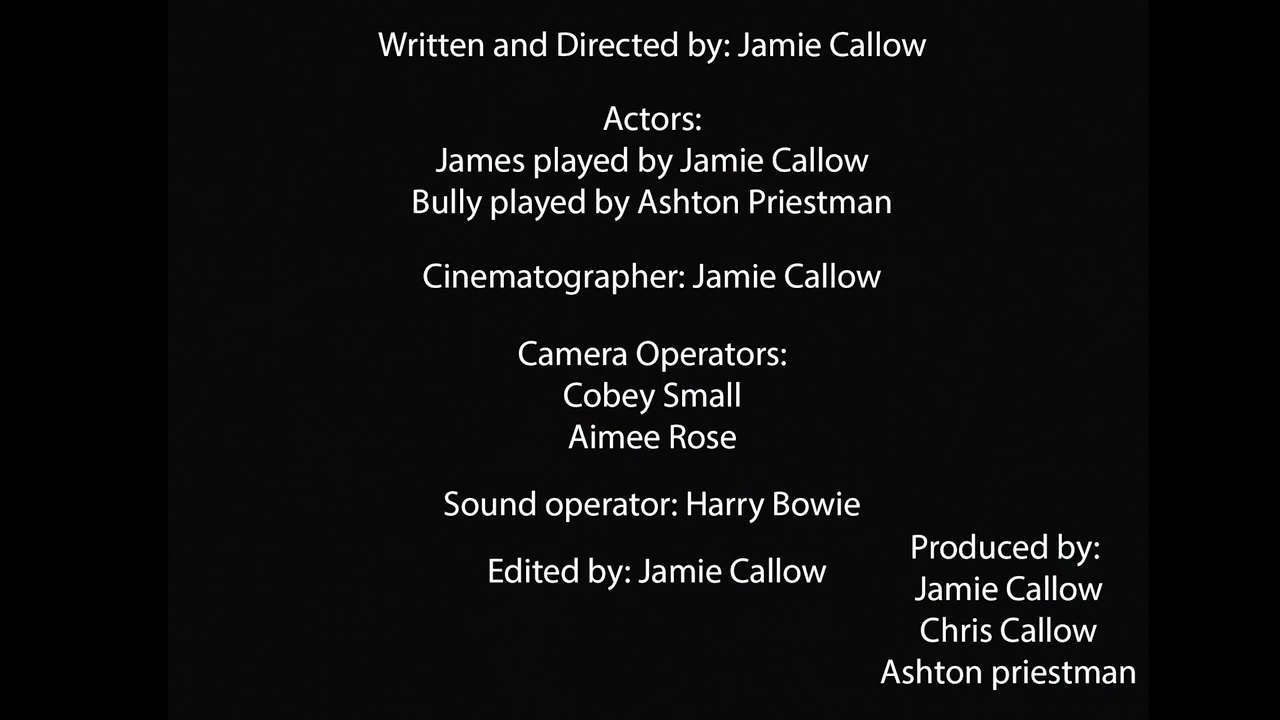 Written and Directed by: Jamie Callow
Actors:
James played by Jamie Callow
Bully played by Ashton Priestman
Cinematographer: Jamie Callow
Camera Operators:
Cobey Small
Aimee Rose
Sound operator: Harry Bowie
Edited by: Jamie Callow
Produced by:
Jamie Callow
Chris Callow
Ashton priestman